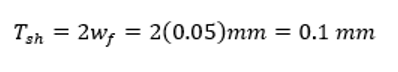 T_sh = 2w_f = 2(0.05)mm = 0.1 mm